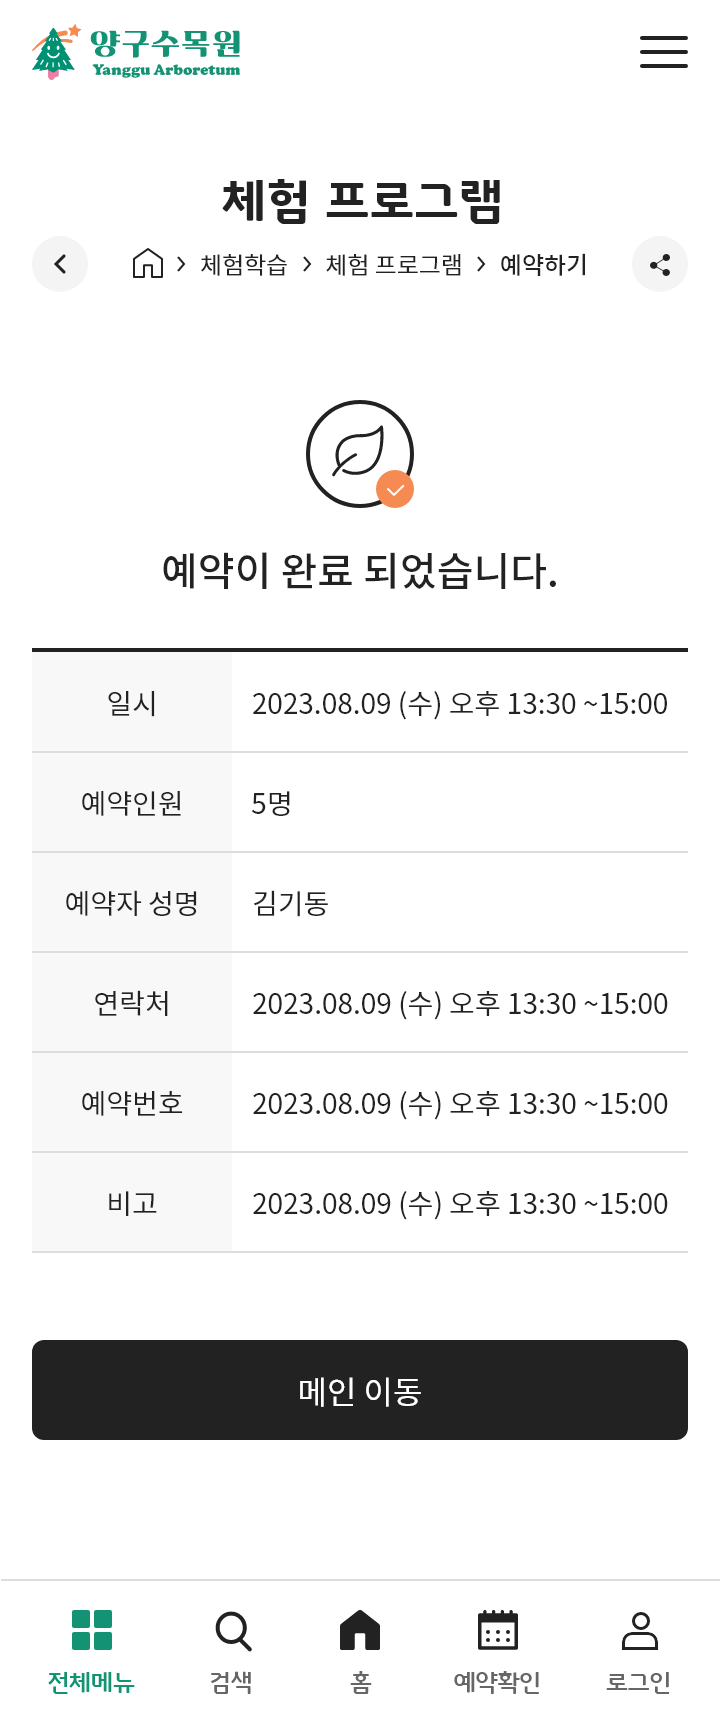 양구수목원
Yanggu Arboretum
체험 프로그램
체험학습 > 체험 프로그램 > 예약하기
예약이 완료 되었습니다.
일시 2023.08.09 (수) 오후 13:30 ~15:00
예약인원 5명
예약자 성명 김기동
연락처 2023.08.09 (수) 오후 13:30 ~15:00
예약번호 2023.08.09 (수) 오후 13:30 ~15:00
비고 2023.08.09 (수) 오후 13:30 ~15:00
메인 이동
전체메뉴 검색 홈 예약확인 로그인